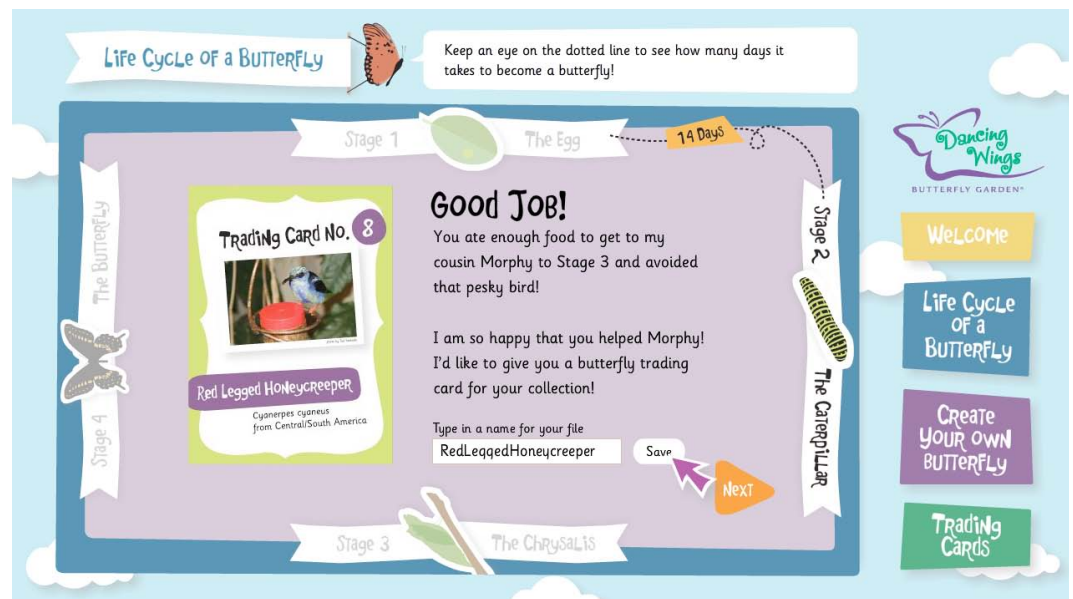 Life Cycle of a Butterfly
Keep an eye on the dotted line to see how many days it
takes to become a butterfly!
Stage 1
The Egg
14 Days
Stage 2
The Caterpillar
Stage 3
The Chrysalis
Stage 4
The Butterfly
Trading Card No. 8
Red Legged Honeycreeper
Cyanerpes cyaneus
from Central/South America
Good Job!
You ate enough food to get to my
cousin Morphy to Stage 3 and avoided
that pesky bird!
I am so happy that you helped Morphy!
I'd like to give you a butterfly trading
card for your collection!
Type in a name for your file
RedLeggedHoneycreeper
Save
Next
Dancing
Wings
BUTTERFLY GARDEN
Welcome
Life Cycle
of a
Butterfly
Create
Your Own
Butterfly
Trading
Cards